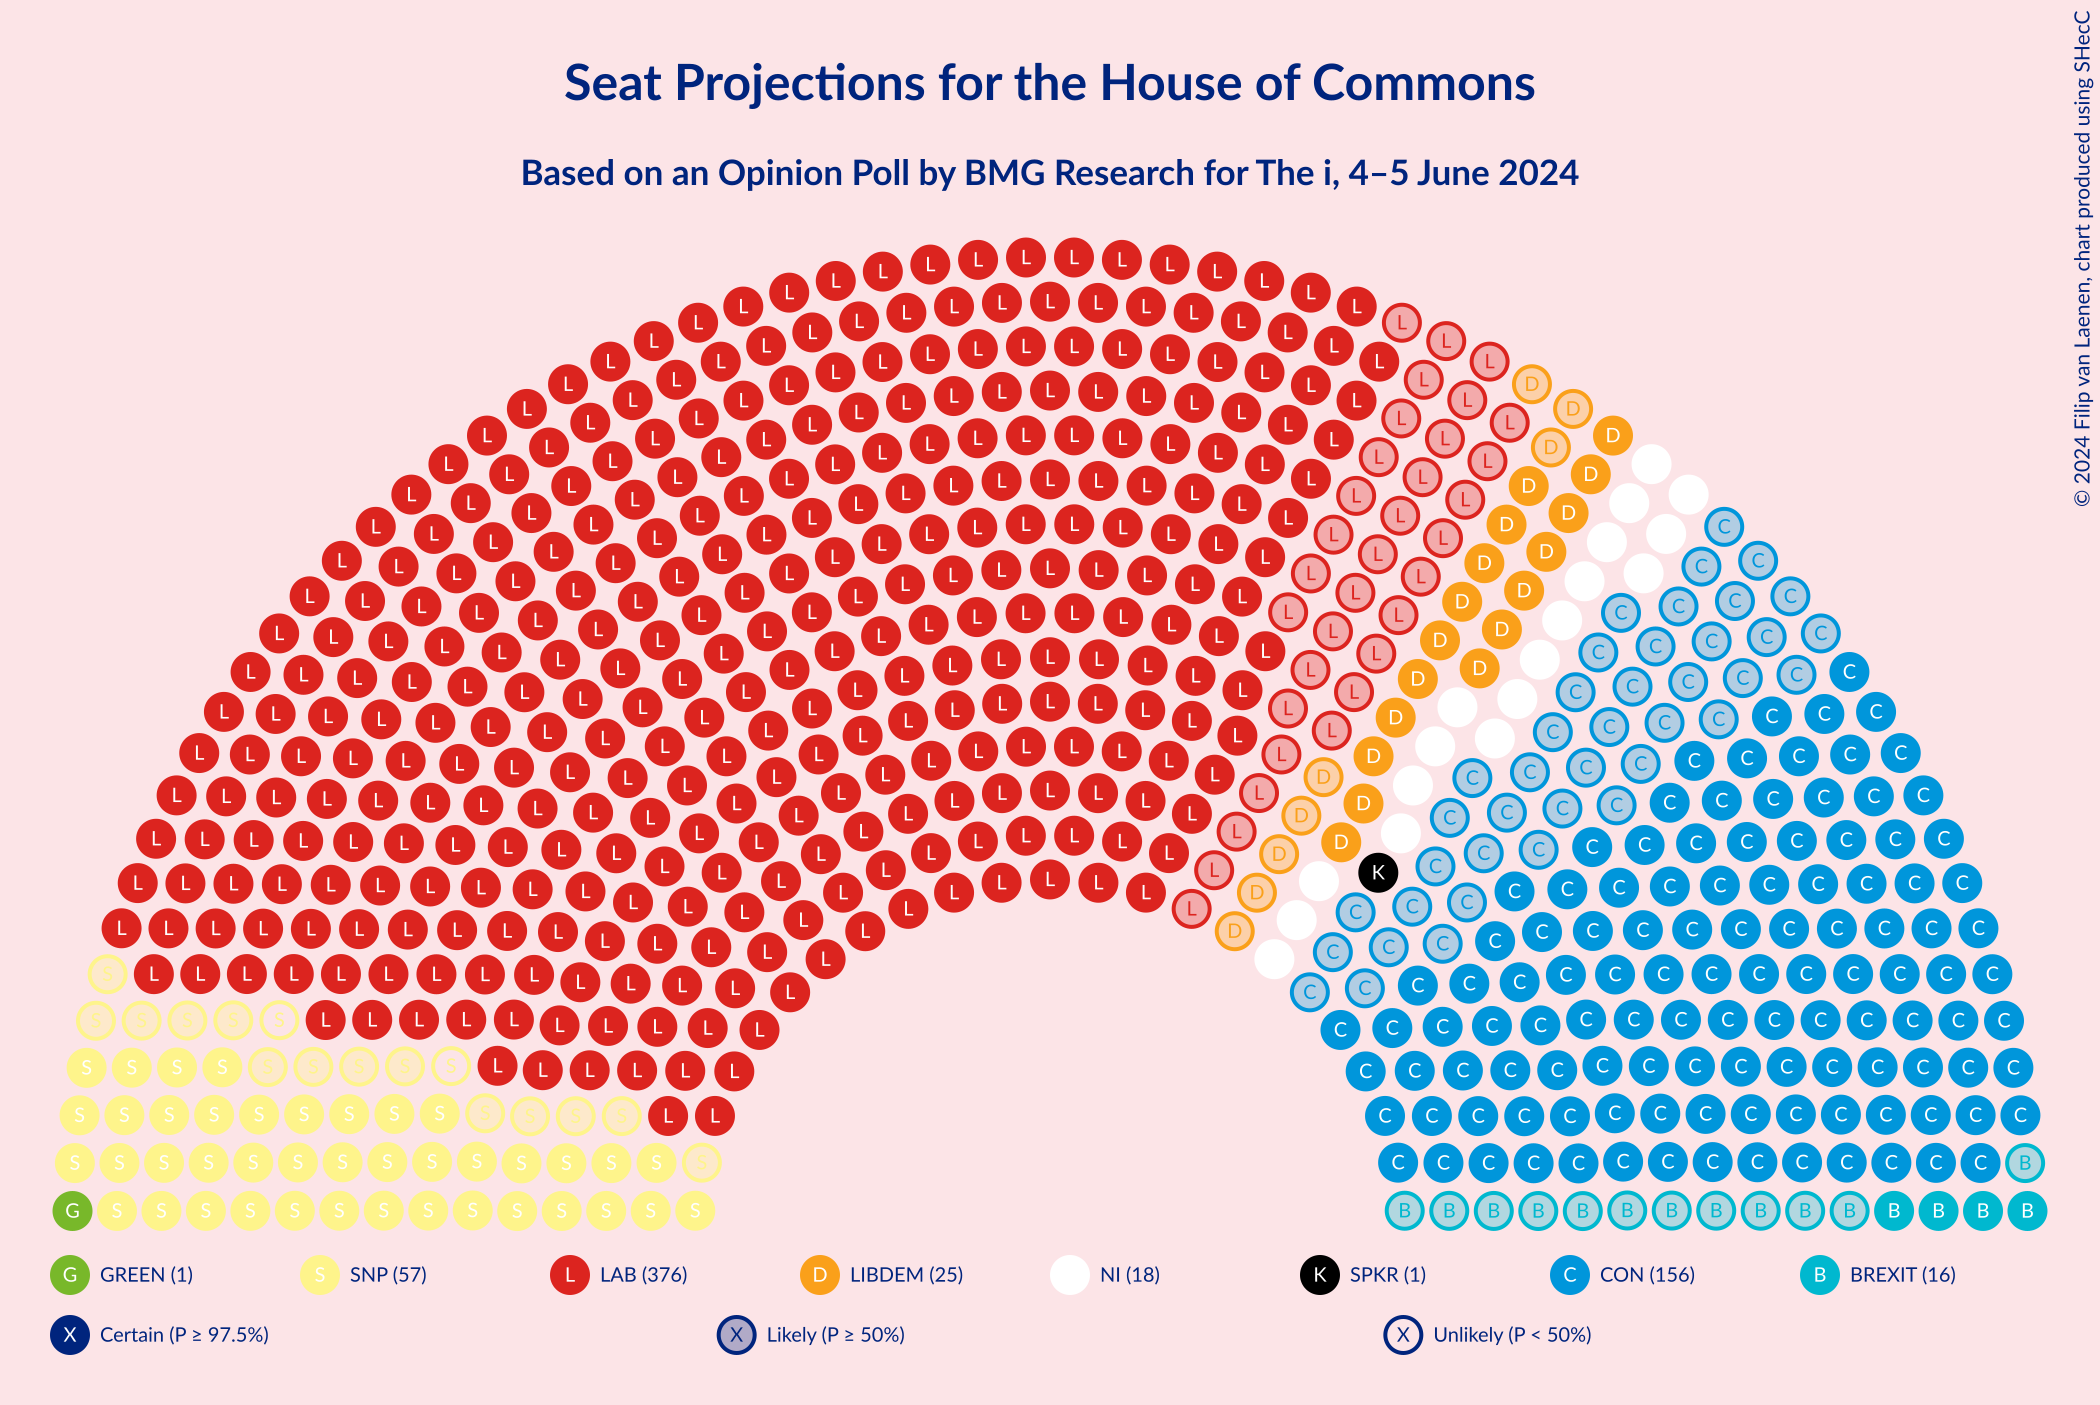 Seat Projections for the House of Commons
Based on an Opinion Poll by BMG Research for The i, 4–5 June 2024
© 2024 Filip van Laenen, chart produced using SHecC
G GREEN (1) S SNP (57) L LAB (376) D LIBDEM (25) NI (18) K SPKR (1) C CON (156) B BREXIT (16)
X Certain (P ≥ 97.5%) X Likely (P ≥ 50%) X Unlikely (P < 50%)